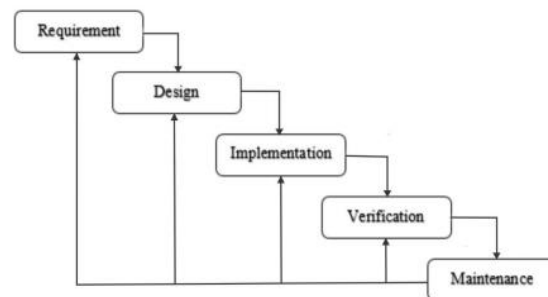 Requirement
Design
Implementation
Verification
Maintenance